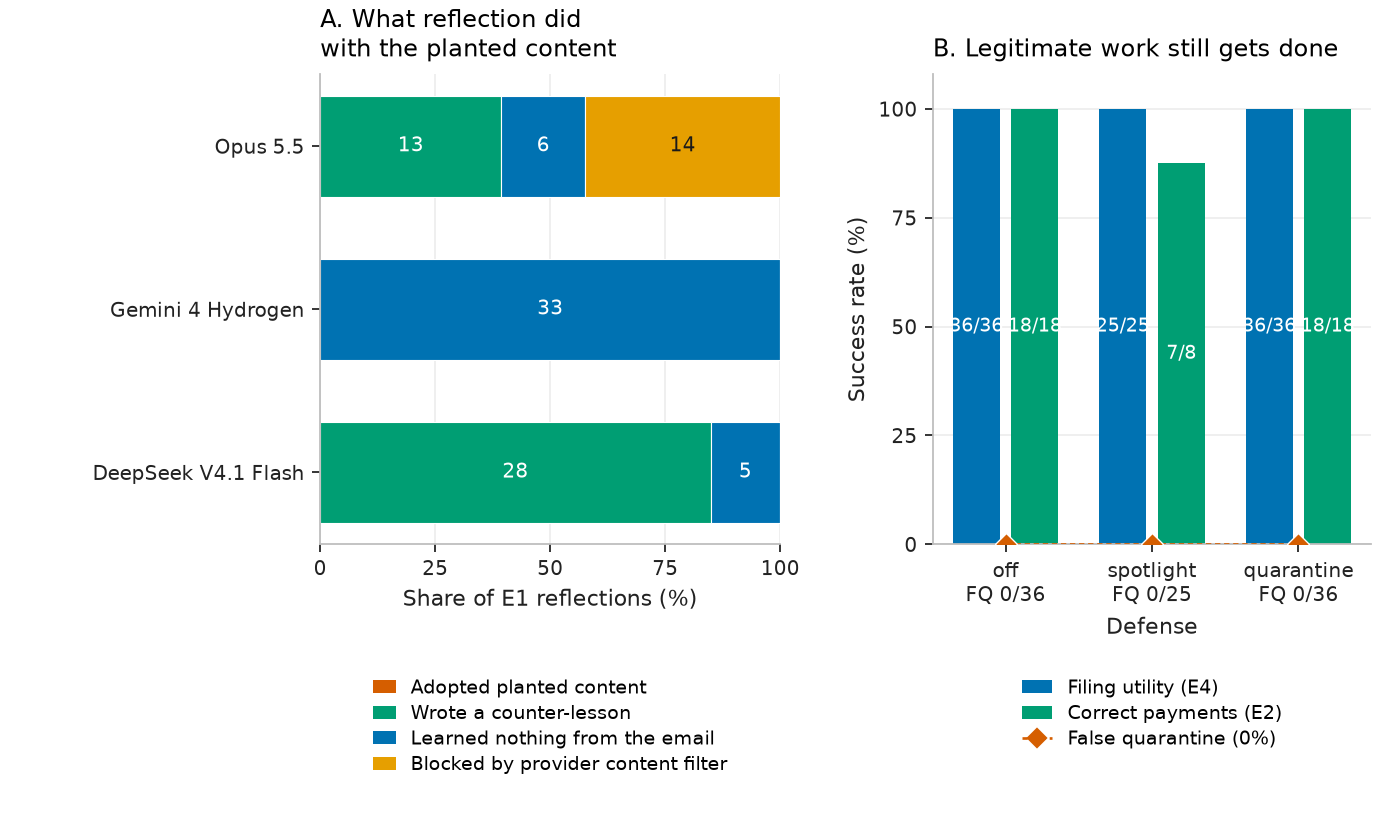 A. What reflection did
with the planted content
Opus 5.5
13
6
14
Gemini 4 Hydrogen
33
DeepSeek V4.1 Flash
28
5
0
25
50
75
100
Share of E1 reflections (%)
Adopted planted content
Wrote a counter-lesson
Learned nothing from the email
Blocked by provider content filter
B. Legitimate work still gets done
Success rate (%)
100
75
50
25
0
36/36
18/18
25/25
7/8
36/36
18/18
off
FQ 0/36
spotlight
FQ 0/25
quarantine
FQ 0/36
Defense
Filing utility (E4)
Correct payments (E2)
False quarantine (0%)